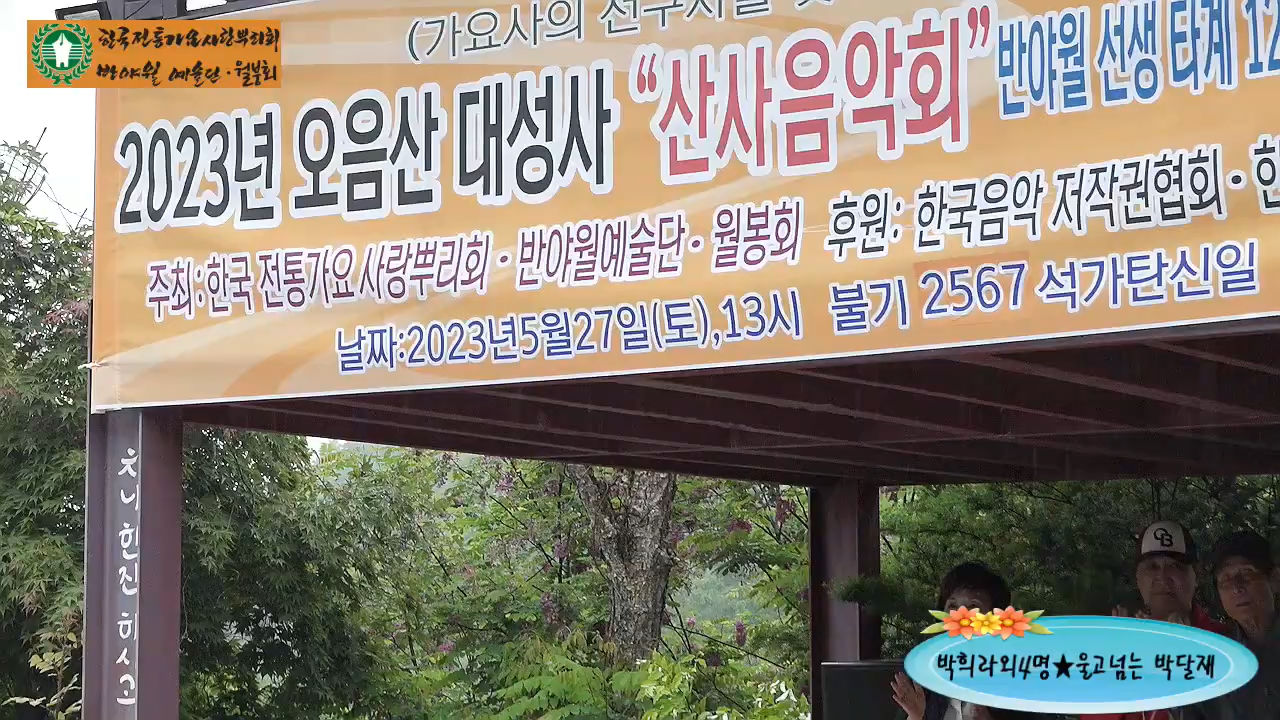 한국전통가요사랑뿌리회
반야월 예술단·월봉회
(가요사의 선구자들
2023년 오음산 대성사 “산사음악회” 반야월 선생 타계 12
주최:한국 전통가요 사랑뿌리회 · 반야월예술단 · 월봉회 후원: 한국음악 저작권협회 · 한
날짜:2023년5월27일(토),13시 불기 2567 석가탄신일
CB
박희라외4명★울고넘는 박달재